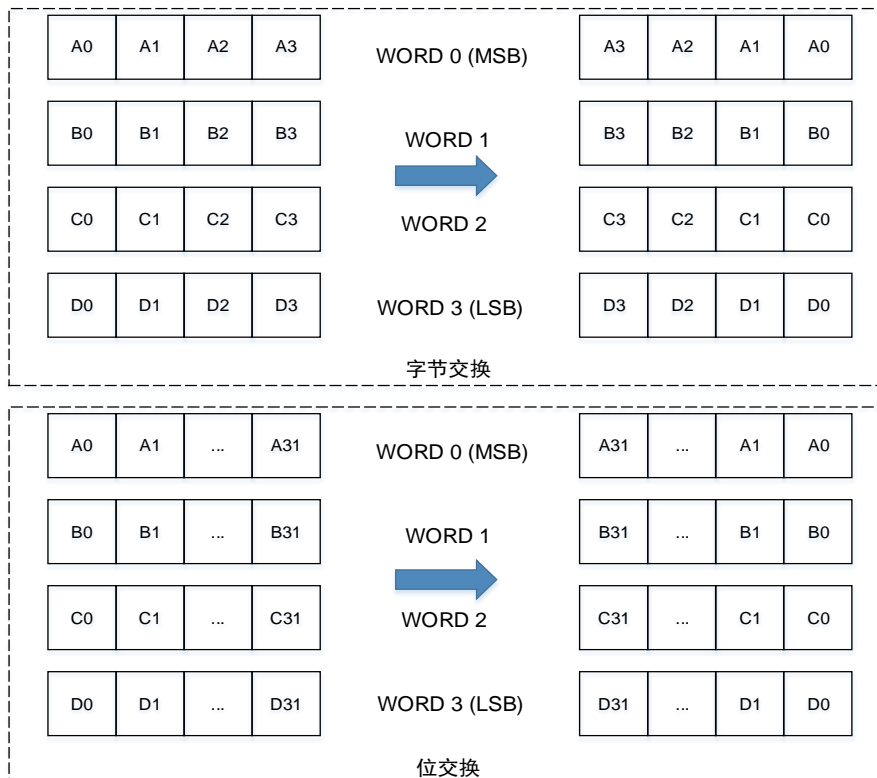 A0 A1 A2 A3 WORD 0 (MSB) A3 A2 A1 A0
B0 B1 B2 B3 WORD 1 B3 B2 B1 B0
C0 C1 C2 C3 WORD 2 C3 C2 C1 C0
D0 D1 D2 D3 WORD 3 (LSB) D3 D2 D1 D0
字节交换
A0 A1 ... A31 WORD 0 (MSB) A31 ... A1 A0
B0 B1 ... B31 WORD 1 B31 ... B1 B0
C0 C1 ... C31 WORD 2 C31 ... C1 C0
D0 D1 ... D31 WORD 3 (LSB) D31 ... D1 D0
位交换